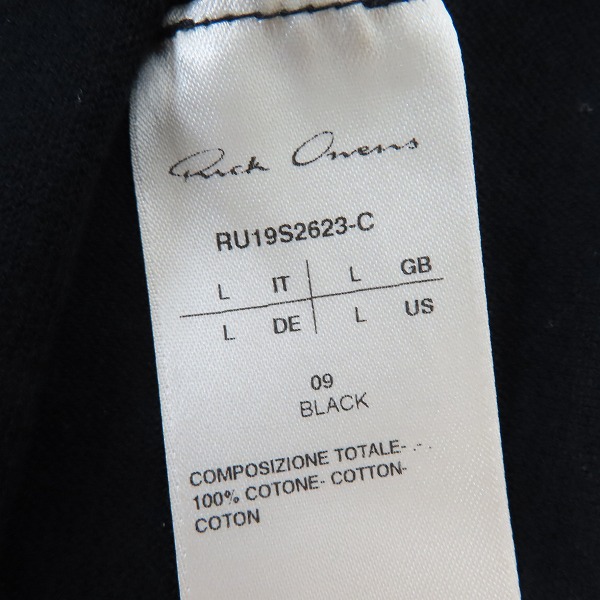 Rick Owens
RU19S2623-C
L IT L GB
L DE L US
09
BLACK
COMPOSIZIONE TOTALE-
100% COTONE- COTTON-
COTON